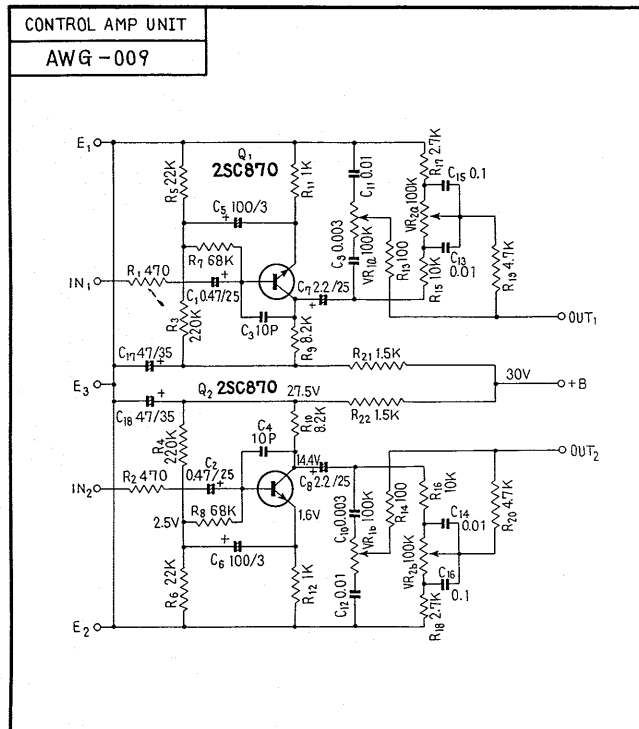 CONTROL AMP UNIT
AWG-009
E1
R5 22K
Q1
2SC870
R11 1K
C5 100/3
+
C11 0.01
R17 2.7K
C15 0.1
VR2a 100K
C9 0.003
VR1a 100K
R13 100
C13
0.01
R15 10K
R19 4.7K
IN1
R1 470
R7 68K
C1 0.47/25
+
R3
220K
C3 10P
C7 2.2/25
+
R9 8.2K
OUT1
C17 47/35
+
R21 1.5K
E3
30V
+B
Q2 2SC870
27.5V
C18 47/35
+
R22 1.5K
R4
220K
C4
10P
R10
8.2K
OUT2
14.4V
IN2
R2 470
C2
0.47/25
+
C8 2.2/25
+
R8 68K
2.5V
1.6V
C10 0.003
VR1b 100K
R14 100
R16
10K
C14
0.01
R20 4.7K
C6 100/3
+
VR2b 100K
C16
0.1
R6 22K
R12 1K
C12 0.01
R18 2.7K
E2